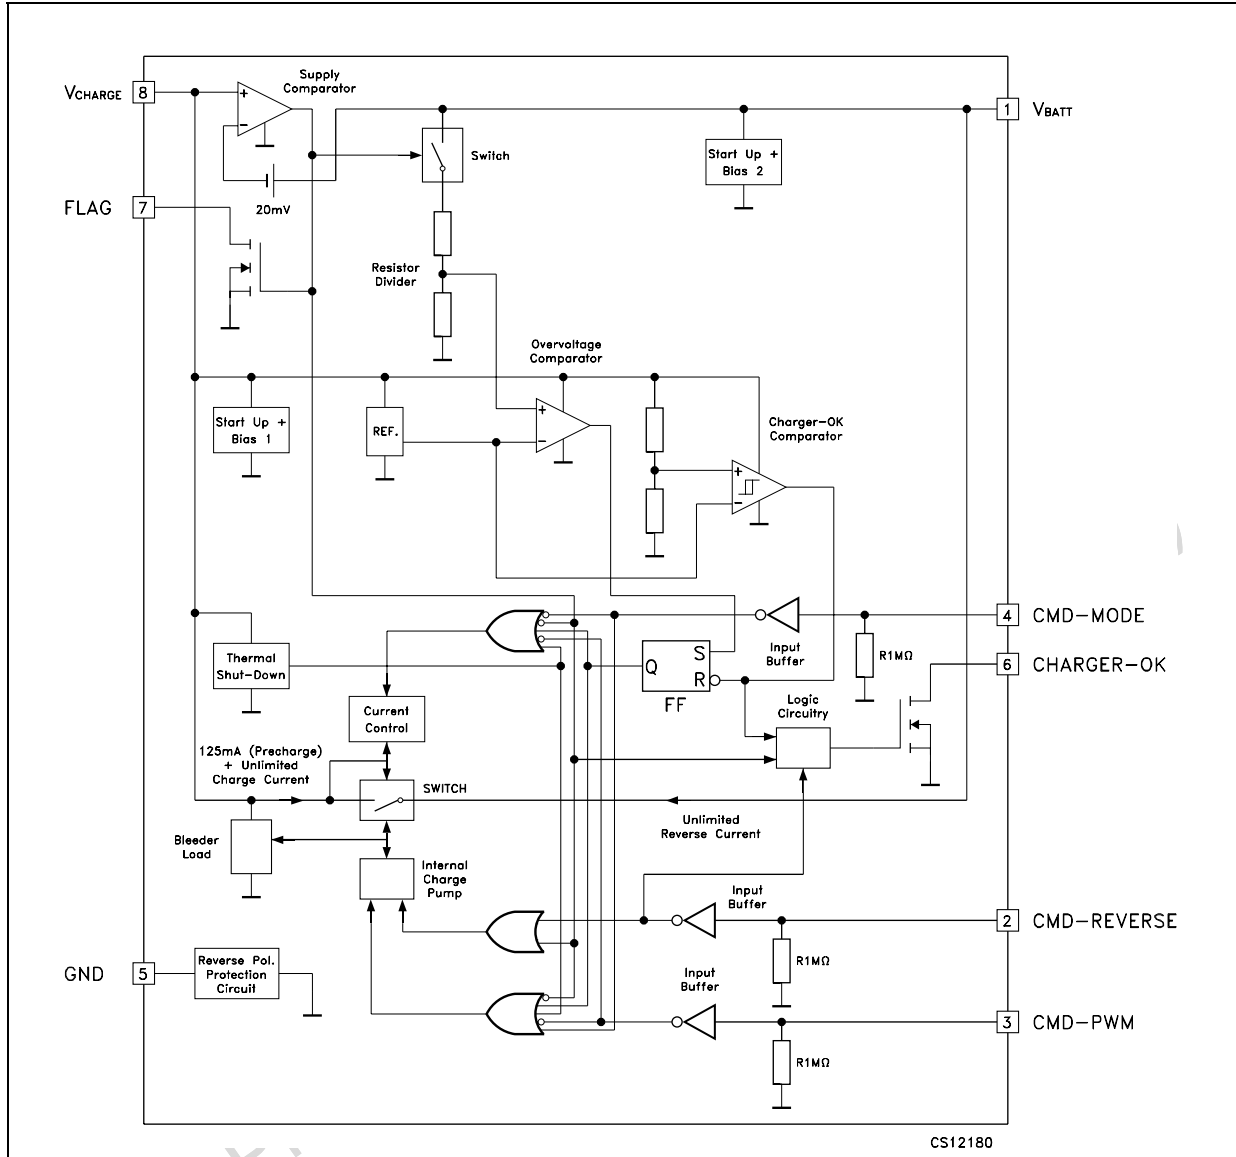 Supply
Comparator
VCHARGE
8
+
−
1
VBATT
Switch
Start Up +
Bias 2
20mV
FLAG
7
Resistor
Divider
Overvoltage
Comparator
Start Up +
Bias 1
REF.
+
−
Charger-OK
Comparator
+
−
4
CMD-MODE
Input
Buffer
R1MΩ
6
CHARGER-OK
Thermal
Shut-Down
Q
S
R
FF
Logic
Circuitry
Current
Control
125mA (Precharge)
+ Unlimited
Charge Current
SWITCH
Unlimited
Reverse Current
Bleeder
Load
Internal
Charge
Pump
Input
Buffer
2
CMD-REVERSE
R1MΩ
GND
5
Reverse Pol.
Protection
Circuit
Input
Buffer
3
CMD-PWM
R1MΩ
CS12180